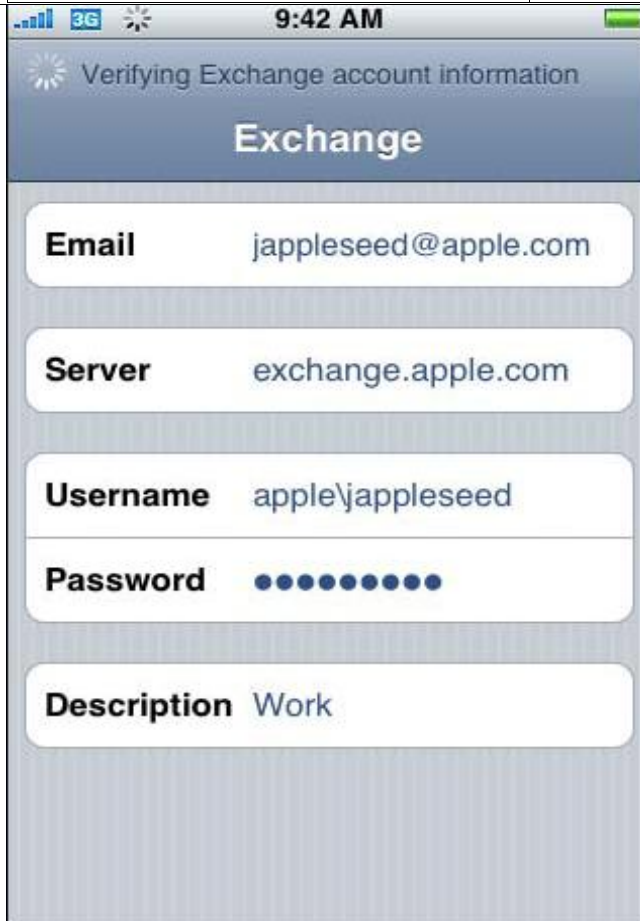 3G 9:42 AM
Verifying Exchange account information
Exchange
Email jappleseed@apple.com
Server exchange.apple.com
Username apple\jappleseed
Password ●●●●●●●●●
Description Work